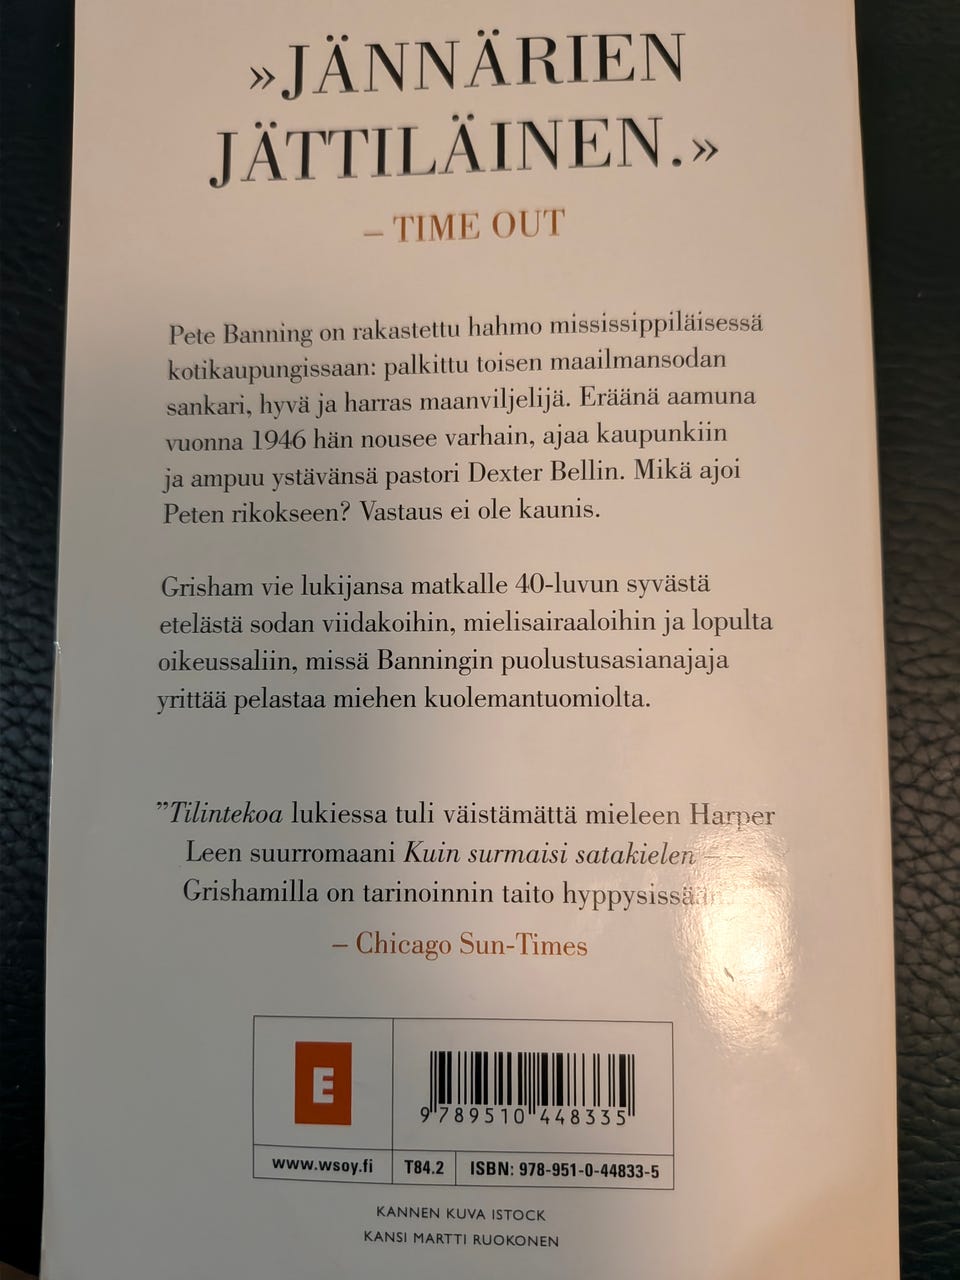 »JÄNNÄRIEN
JÄTTILÄINEN.»
– TIME OUT
Pete Banning on rakastettu hahmo mississippiläisessä
kotikaupungissaan: palkittu toisen maailmansodan
sankari, hyvä ja harras maanviljelijä. Eräänä aamuna
vuonna 1946 hän nousee varhain, ajaa kaupunkiin
ja ampuu ystävänsä pastori Dexter Bellin. Mikä ajoi
Peten rikokseen? Vastaus ei ole kaunis.
Grisham vie lukijansa matkalle 40-luvun syvästä
etelästä sodan viidakoihin, mielisairaaloihin ja lopulta
oikeussaliin, missä Banningin puolustusasianajaja
yrittää pelastaa miehen kuolemantuomiolta.
”Tilintekoa lukiessa tuli väistämättä mieleen Harper
Leen suurromaani Kuin surmaisi satakielen – –
Grishamilla on tarinoinnin taito hyppysissään
– Chicago Sun-Times
E
9 789510 448335
www.wsoy.fi
T84.2
ISBN: 978-951-0-44833-5
KANNEN KUVA ISTOCK
KANSI MARTTI RUOKONEN